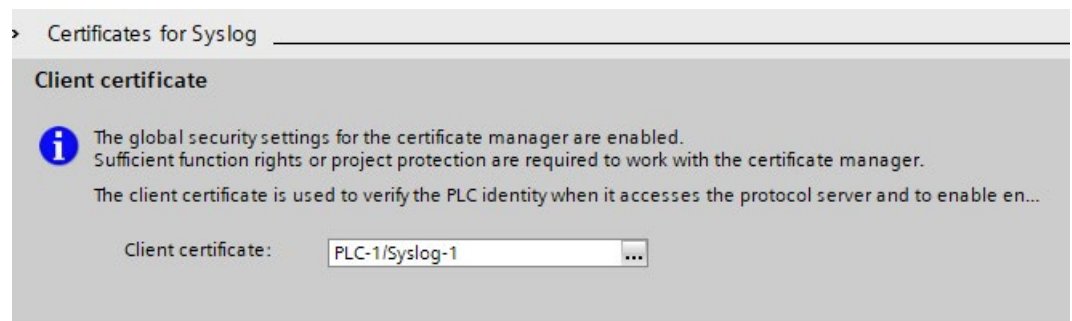 Certificates for Syslog
Client certificate
The global security settings for the certificate manager are enabled.
Sufficient function rights or project protection are required to work with the certificate manager.
The client certificate is used to verify the PLC identity when it accesses the protocol server and to enable en...
Client certificate: PLC-1/Syslog-1 ...